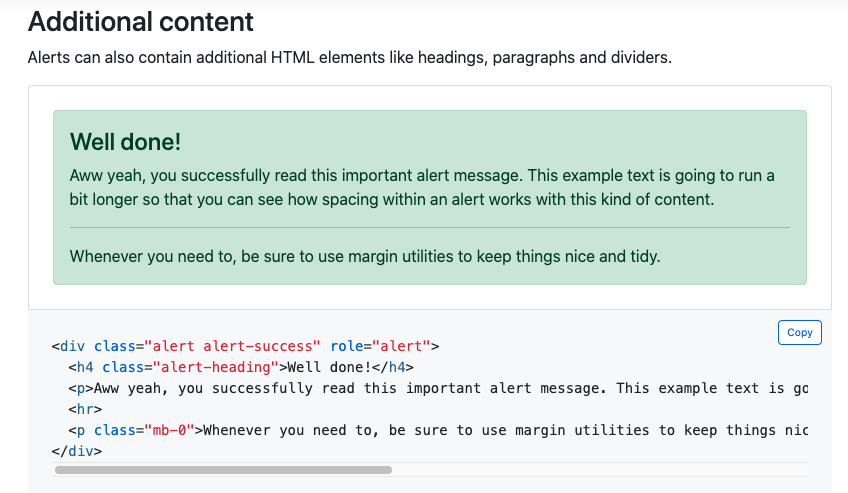 Additional content
Alerts can also contain additional HTML elements like headings, paragraphs and dividers.
Well done!
Aww yeah, you successfully read this important alert message. This example text is going to run a
bit longer so that you can see how spacing within an alert works with this kind of content.
Whenever you need to, be sure to use margin utilities to keep things nice and tidy.
Copy
<div class="alert alert-success" role="alert">
  <h4 class="alert-heading">Well done!</h4>
  <p>Aww yeah, you successfully read this important alert message. This example text is go
  <hr>
  <p class="mb-0">Whenever you need to, be sure to use margin utilities to keep things nic
</div>